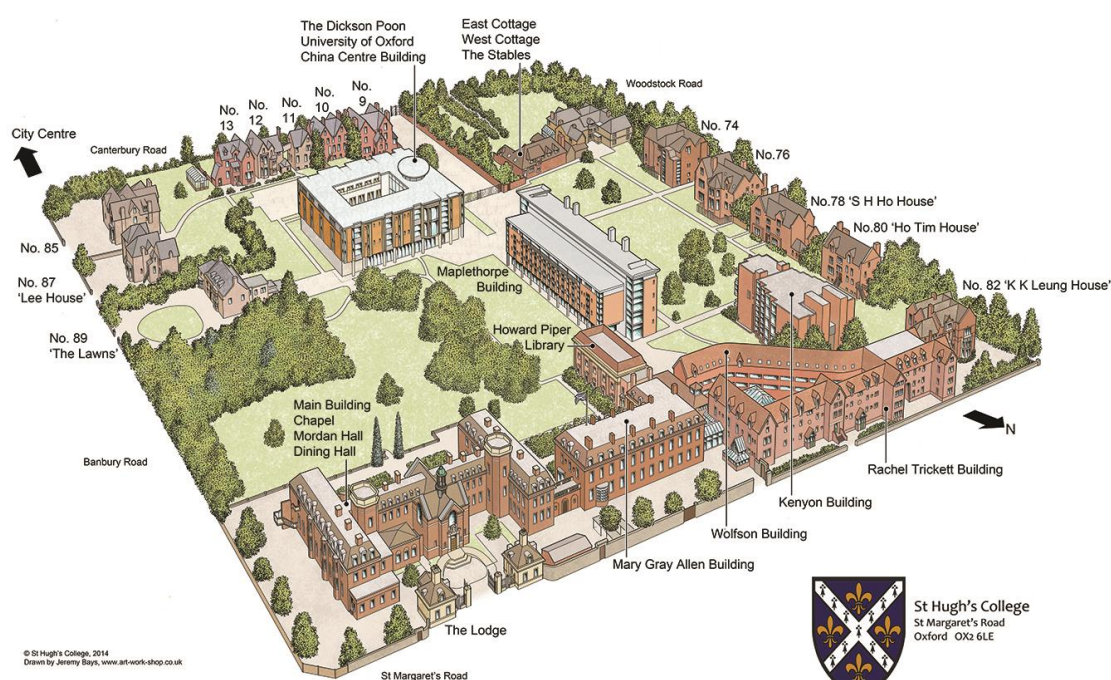 The Dickson Poon
University of Oxford
China Centre Building
East Cottage
West Cottage
The Stables
Woodstock Road
No.
13
No.
12
No.
11
No.
10
No.
9
City Centre
Canterbury Road
No. 74
No.76
No.78 'S H Ho House'
No.80 'Ho Tim House'
No. 82 'K K Leung House'
No. 85
No. 87
'Lee House'
No. 89
'The Lawns'
Maplethorpe
Building
Howard Piper
Library
Main Building
Chapel
Mordan Hall
Dining Hall
Banbury Road
N
Rachel Trickett Building
Kenyon Building
Wolfson Building
Mary Gray Allen Building
The Lodge
St Margaret's Road
St Hugh's College
St Margaret's Road
Oxford OX2 6LE
© St Hugh's College, 2014
Drawn by Jeremy Bays, www.art-work-shop.co.uk